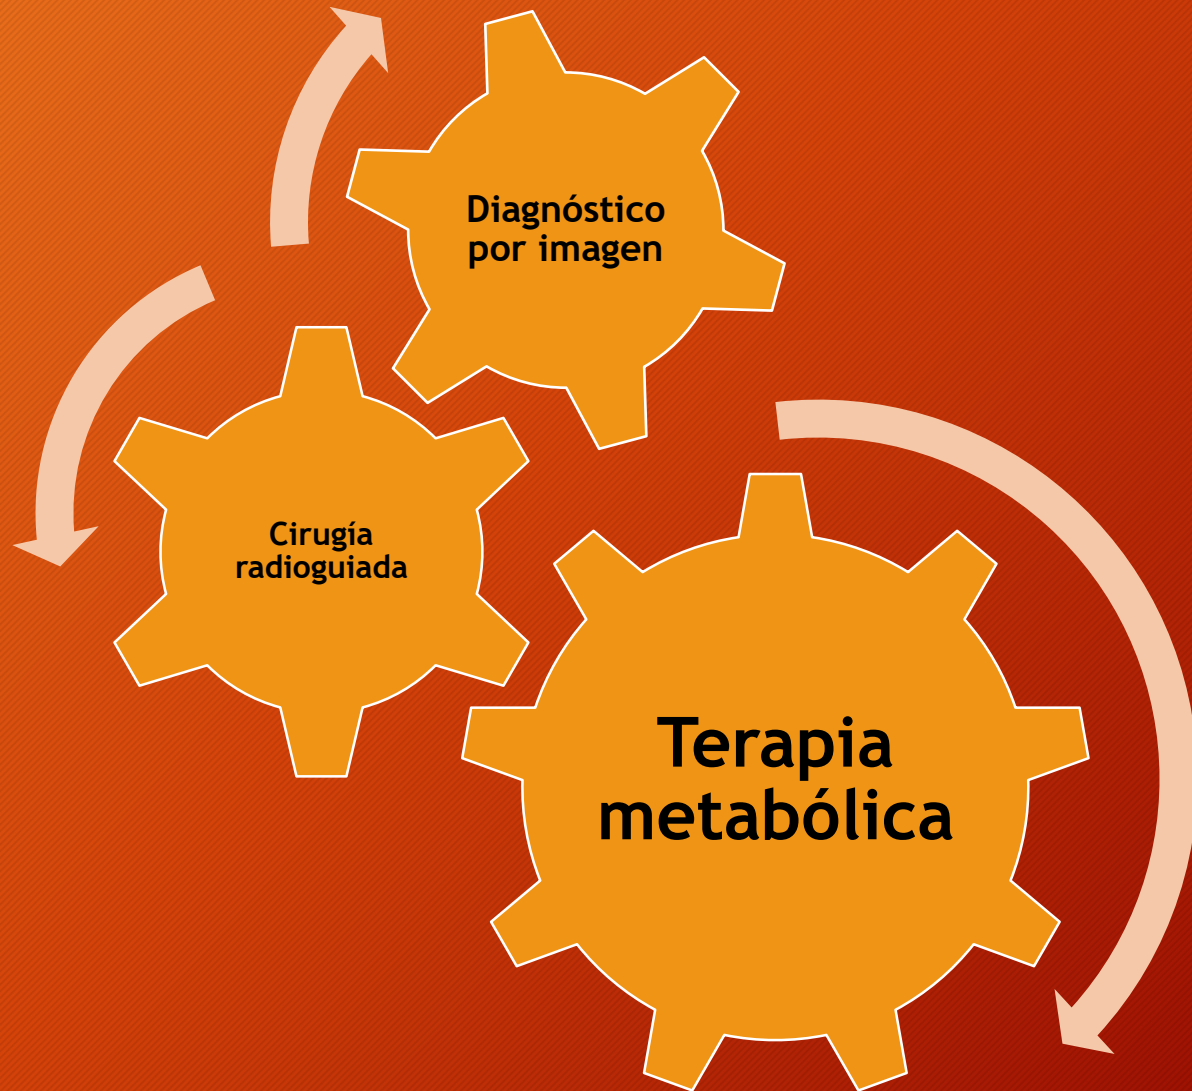 Diagnóstico
por imagen
Cirugía
radioguiada
Terapia
metabólica